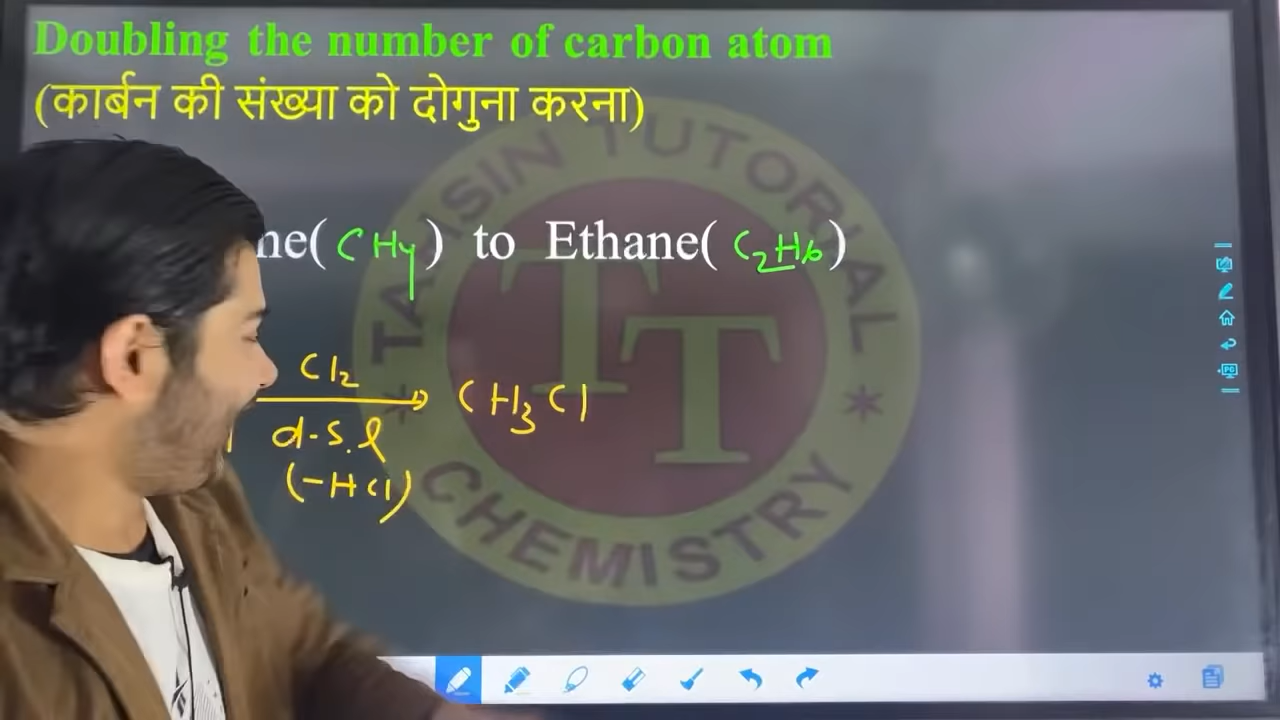 Doubling the number of carbon atom
(कार्बन की संख्या को दोगुना करना)
ne( CH4 ) to Ethane( C2H6 )
Cl2
CH3Cl
d.s.l
(-HCl)
TAUSIN TUTORIAL
TT
CHEMISTRY